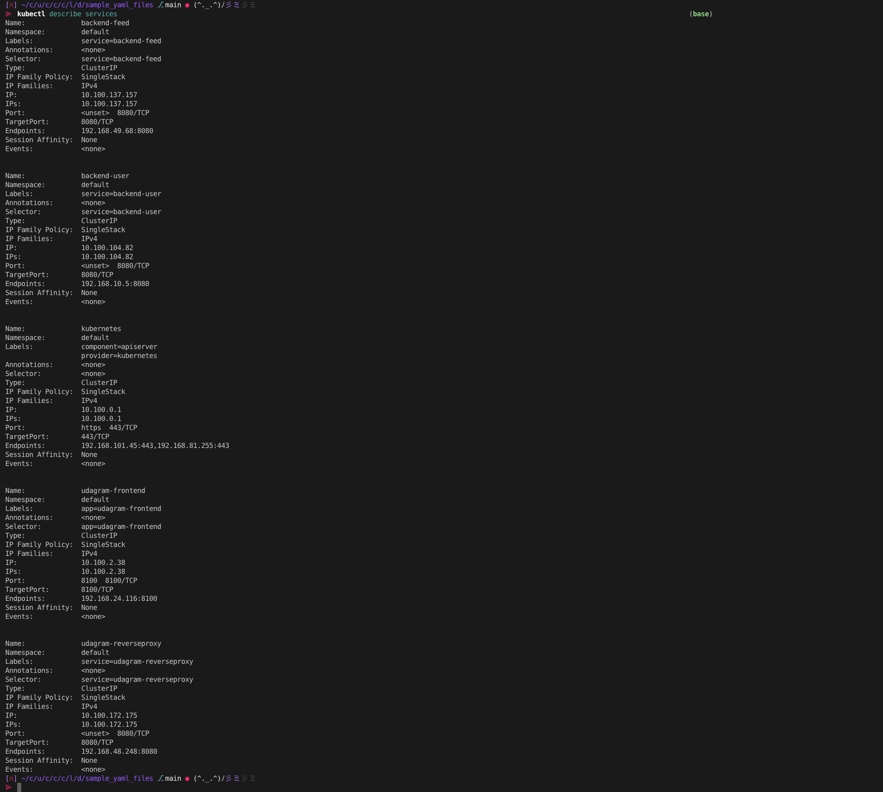 [n] ~/c/u/c/c/c/l/d/sample_yaml_files ⎇main ● (^._.^)/彡ミ彡ミ
⫸ kubectl describe services (base)
Name: backend-feed
Namespace: default
Labels: service=backend-feed
Annotations: <none>
Selector: service=backend-feed
Type: ClusterIP
IP Family Policy: SingleStack
IP Families: IPv4
IP: 10.100.137.157
IPs: 10.100.137.157
Port: <unset> 8080/TCP
TargetPort: 8080/TCP
Endpoints: 192.168.49.68:8080
Session Affinity: None
Events: <none>

Name: backend-user
Namespace: default
Labels: service=backend-user
Annotations: <none>
Selector: service=backend-user
Type: ClusterIP
IP Family Policy: SingleStack
IP Families: IPv4
IP: 10.100.104.82
IPs: 10.100.104.82
Port: <unset> 8080/TCP
TargetPort: 8080/TCP
Endpoints: 192.168.10.5:8080
Session Affinity: None
Events: <none>

Name: kubernetes
Namespace: default
Labels: component=apiserver
provider=kubernetes
Annotations: <none>
Selector: <none>
Type: ClusterIP
IP Family Policy: SingleStack
IP Families: IPv4
IP: 10.100.0.1
IPs: 10.100.0.1
Port: https 443/TCP
TargetPort: 443/TCP
Endpoints: 192.168.101.45:443,192.168.81.255:443
Session Affinity: None
Events: <none>

Name: udagram-frontend
Namespace: default
Labels: app=udagram-frontend
Annotations: <none>
Selector: app=udagram-frontend
Type: ClusterIP
IP Family Policy: SingleStack
IP Families: IPv4
IP: 10.100.2.38
IPs: 10.100.2.38
Port: 8100 8100/TCP
TargetPort: 8100/TCP
Endpoints: 192.168.24.116:8100
Session Affinity: None
Events: <none>

Name: udagram-reverseproxy
Namespace: default
Labels: service=udagram-reverseproxy
Annotations: <none>
Selector: service=udagram-reverseproxy
Type: ClusterIP
IP Family Policy: SingleStack
IP Families: IPv4
IP: 10.100.172.175
IPs: 10.100.172.175
Port: <unset> 8080/TCP
TargetPort: 8080/TCP
Endpoints: 192.168.48.248:8080
Session Affinity: None
Events: <none>
[n] ~/c/u/c/c/c/l/d/sample_yaml_files ⎇main ● (^._.^)/彡ミ彡ミ
⫸